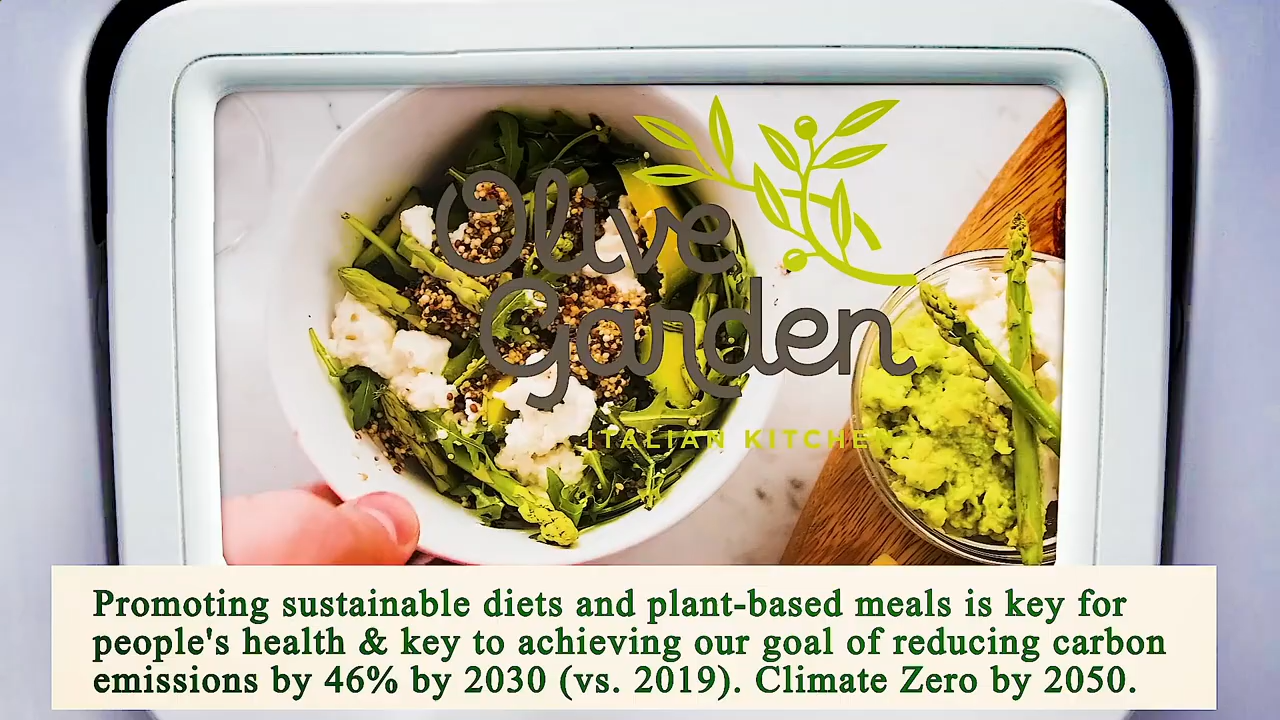 Olive
Garden
ITALIAN KITCHEN
Promoting sustainable diets and plant-based meals is key for
people's health & key to achieving our goal of reducing carbon
emissions by 46% by 2030 (vs. 2019). Climate Zero by 2050.